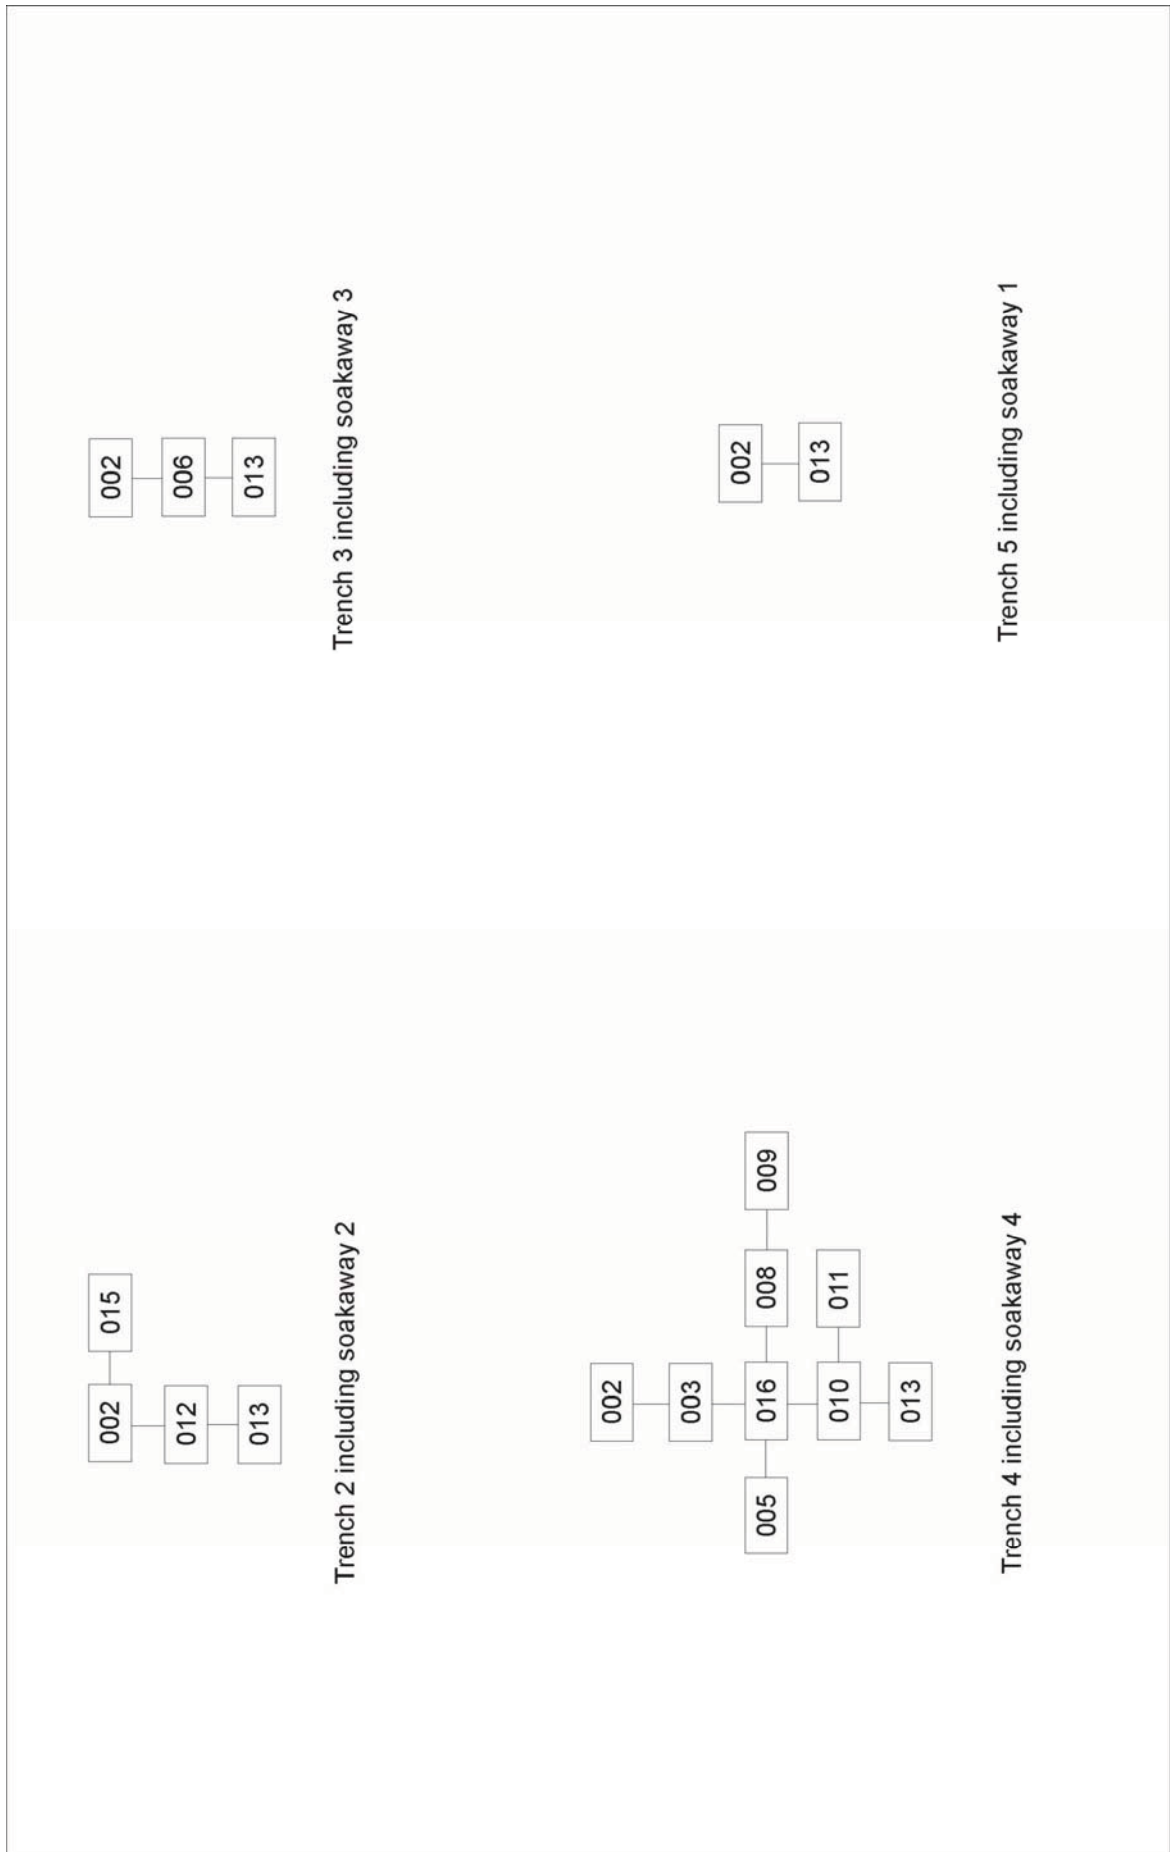 002 015
012
013
Trench 2 including soakaway 2
002
006
013
Trench 3 including soakaway 3
002
003
005 016 008 009
010 011
013
Trench 4 including soakaway 4
002
013
Trench 5 including soakaway 1